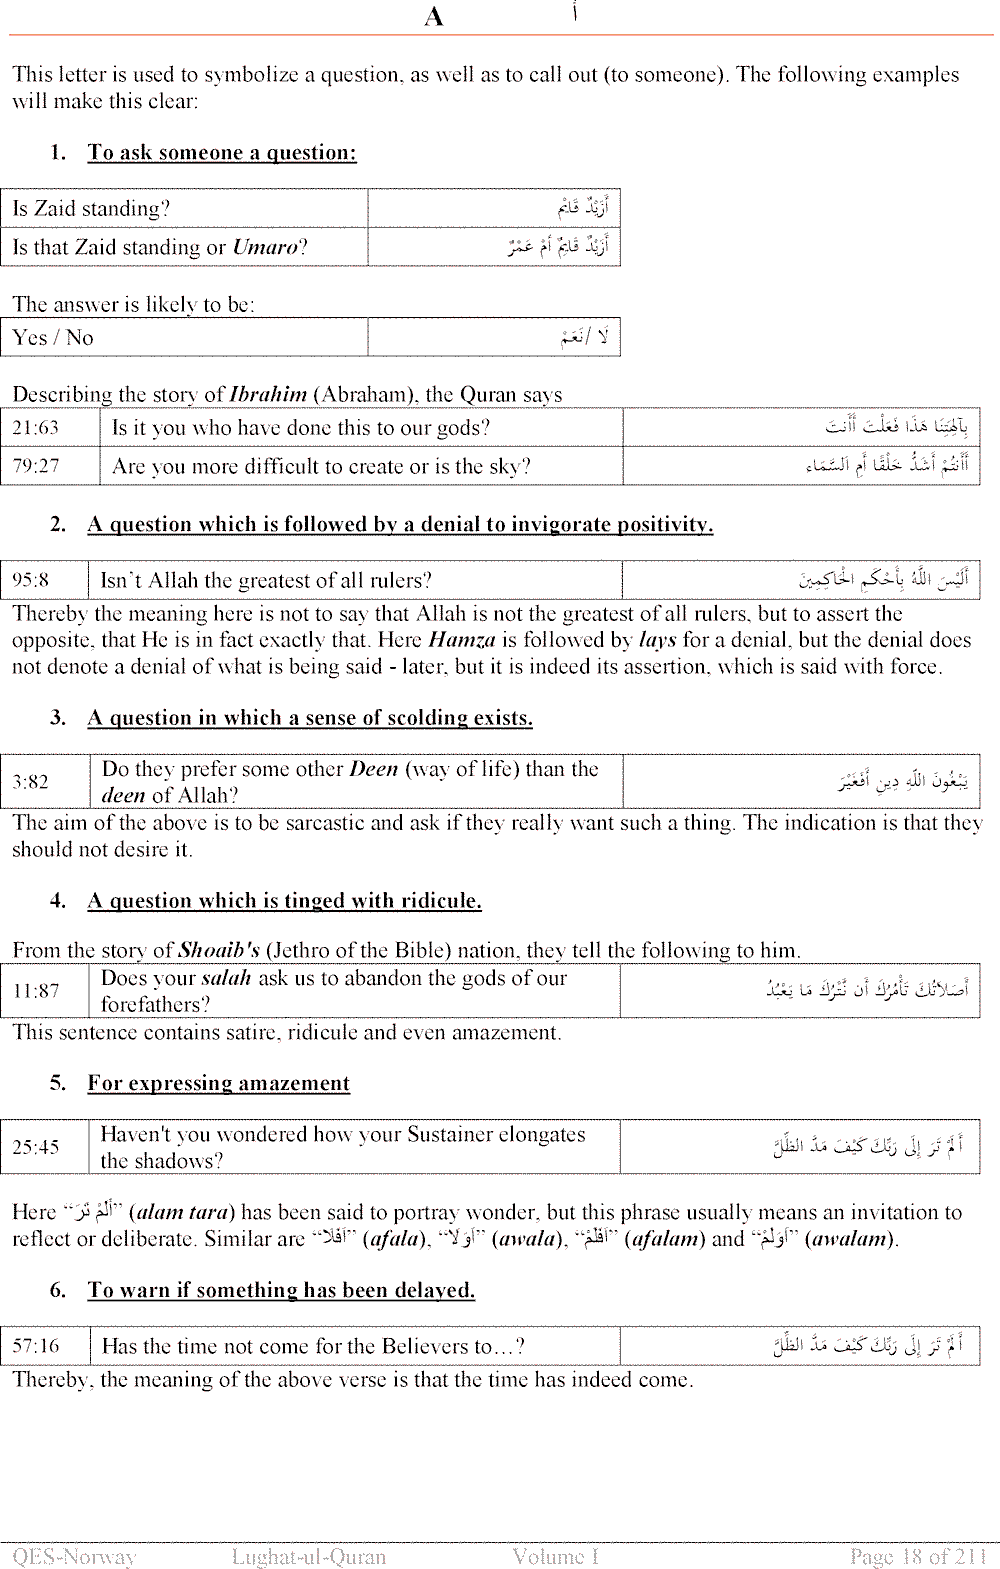 A أ
This letter is used to symbolize a question, as well as to call out (to someone). The following examples
will make this clear:
1. To ask someone a question:
Is Zaid standing? أَزَيْدٌ قَايِمٌ
Is that Zaid standing or Umaro? أَزَيْدٌ قَايِمٌ أمْ عَمْرٌ
The answer is likely to be:
Yes / No لَا /نَعَمْ
Describing the story of Ibrahim (Abraham), the Quran says
21:63 Is it you who have done this to our gods? بِآلِهَتِنَا هَذَا فَعَلْتَ أَأَنتَ
79:27 Are you more difficult to create or is the sky? أَأَنتُمْ أَشَدُّ خَلْقًا أَمِ السَّمَاء
2. A question which is followed by a denial to invigorate positivity.
95:8 Isn't Allah the greatest of all rulers? أَلَيْسَ اللَّهُ بِأَحْكَمِ الْحَاكِمِينَ
Thereby the meaning here is not to say that Allah is not the greatest of all rulers, but to assert the
opposite, that He is in fact exactly that. Here Hamza is followed by lays for a denial, but the denial does
not denote a denial of what is being said - later, but it is indeed its assertion, which is said with force.
3. A question in which a sense of scolding exists.
3:82 Do they prefer some other Deen (way of life) than the
deen of Allah? يَبْغُونَ اللَّهِ دِينِ أَفَغَيْرَ
The aim of the above is to be sarcastic and ask if they really want such a thing. The indication is that they
should not desire it.
4. A question which is tinged with ridicule.
From the story of Shoaib's (Jethro of the Bible) nation, they tell the following to him.
11:87 Does your salah ask us to abandon the gods of our
forefathers? أَصَلاَتُكَ تَأْمُرُكَ أَن نَّتْرُكَ مَا يَعْبُدُ
This sentence contains satire, ridicule and even amazement.
5. For expressing amazement
25:45 Haven't you wondered how your Sustainer elongates
the shadows? أَلَمْ تَرَ إِلَى رَبِّكَ كَيْفَ مَدَّ الظِّلَّ
Here “أَلَمْ تَرَ” (alam tara) has been said to portray wonder, but this phrase usually means an invitation to
reflect or deliberate. Similar are “اَفَلَا” (afala), “اَوَلَا” (awala), “اَفَلَمْ” (afalam) and “اَوَلَمْ” (awalam).
6. To warn if something has been delayed.
57:16 Has the time not come for the Believers to…? أَلَمْ تَرَ إِلَى رَبِّكَ كَيْفَ مَدَّ الظِّلَّ
Thereby, the meaning of the above verse is that the time has indeed come.
QES-Norway Lughat-ul-Quran Volume I Page 18 of 211